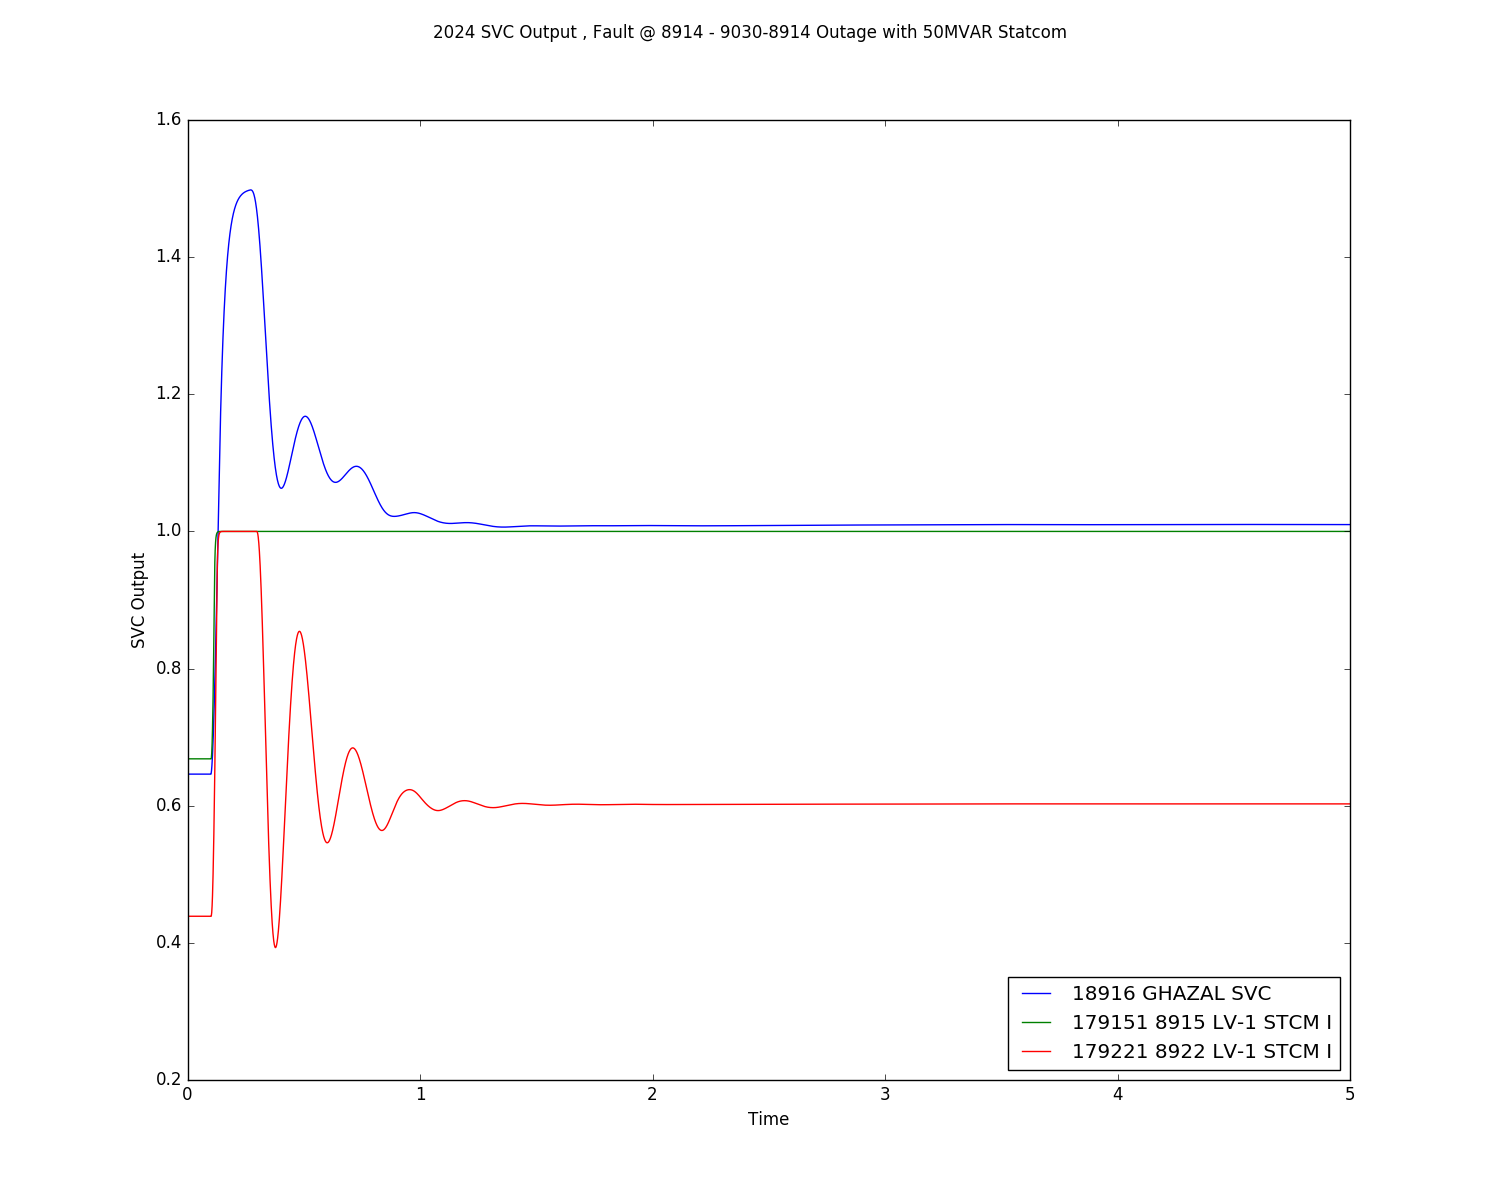 2024 SVC Output , Fault @ 8914 - 9030-8914 Outage with 50MVAR Statcom
1.6
1.4
1.2
1.0
0.8
0.6
0.4
0.2
SVC Output
18916 GHAZAL SVC
179151 8915 LV-1 STCM I
179221 8922 LV-1 STCM I
0 1 2 3 4 5
Time